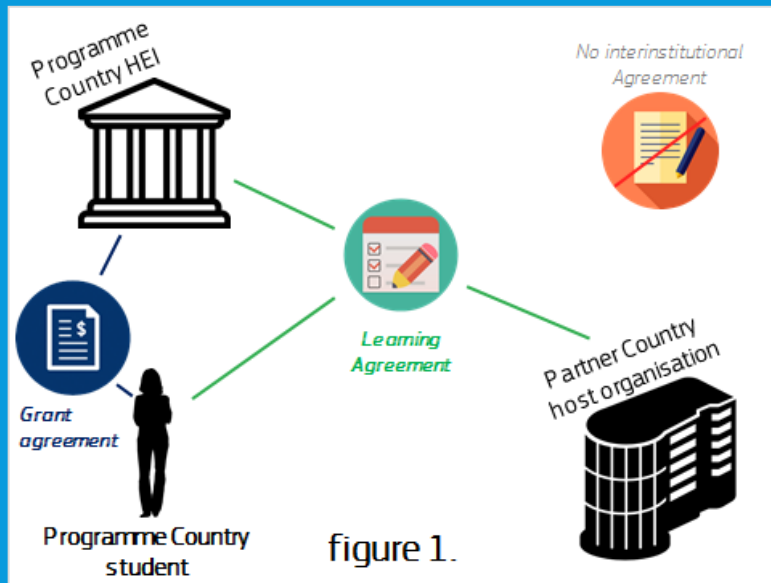 Programme
Country HEI
No interinstitutional
Agreement
$
Learning
Agreement
Partner Country
host organisation
Grant
agreement
Programme Country
student
figure 1.